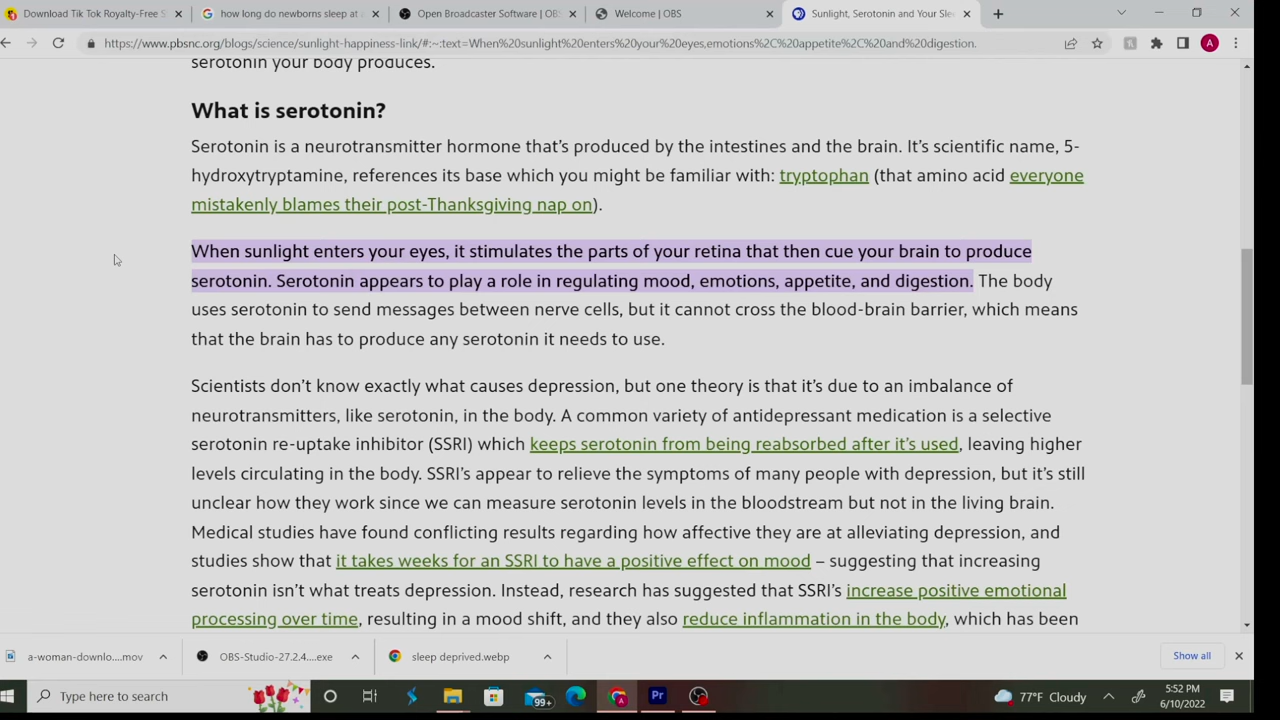 Download Tik Tok Royalty-Free S
how long do newborns sleep at
Open Broadcaster Software | OBS
Welcome | OBS
Sunlight, Serotonin and Your Slee
https://www.pbsnc.org/blogs/science/sunlight-happiness-link/#:~:text=When%20sunlight%20enters%20your%20eyes,emotions%2C%20appetite%2C%20and%20digestion.
A
serotonin your body produces.
What is serotonin?
Serotonin is a neurotransmitter hormone that's produced by the intestines and the brain. It's scientific name, 5-
hydroxytryptamine, references its base which you might be familiar with: tryptophan (that amino acid everyone
mistakenly blames their post-Thanksgiving nap on).
When sunlight enters your eyes, it stimulates the parts of your retina that then cue your brain to produce
serotonin. Serotonin appears to play a role in regulating mood, emotions, appetite, and digestion. The body
uses serotonin to send messages between nerve cells, but it cannot cross the blood-brain barrier, which means
that the brain has to produce any serotonin it needs to use.
Scientists don't know exactly what causes depression, but one theory is that it's due to an imbalance of
neurotransmitters, like serotonin, in the body. A common variety of antidepressant medication is a selective
serotonin re-uptake inhibitor (SSRI) which keeps serotonin from being reabsorbed after it's used, leaving higher
levels circulating in the body. SSRI's appear to relieve the symptoms of many people with depression, but it's still
unclear how they work since we can measure serotonin levels in the bloodstream but not in the living brain.
Medical studies have found conflicting results regarding how affective they are at alleviating depression, and
studies show that it takes weeks for an SSRI to have a positive effect on mood – suggesting that increasing
serotonin isn't what treats depression. Instead, research has suggested that SSRI's increase positive emotional
processing over time, resulting in a mood shift, and they also reduce inflammation in the body, which has been
a-woman-downlo....mov
OBS-Studio-27.2.4....exe
sleep deprived.webp
Show all
Type here to search
99+
Pr
77°F Cloudy
5:52 PM
6/10/2022